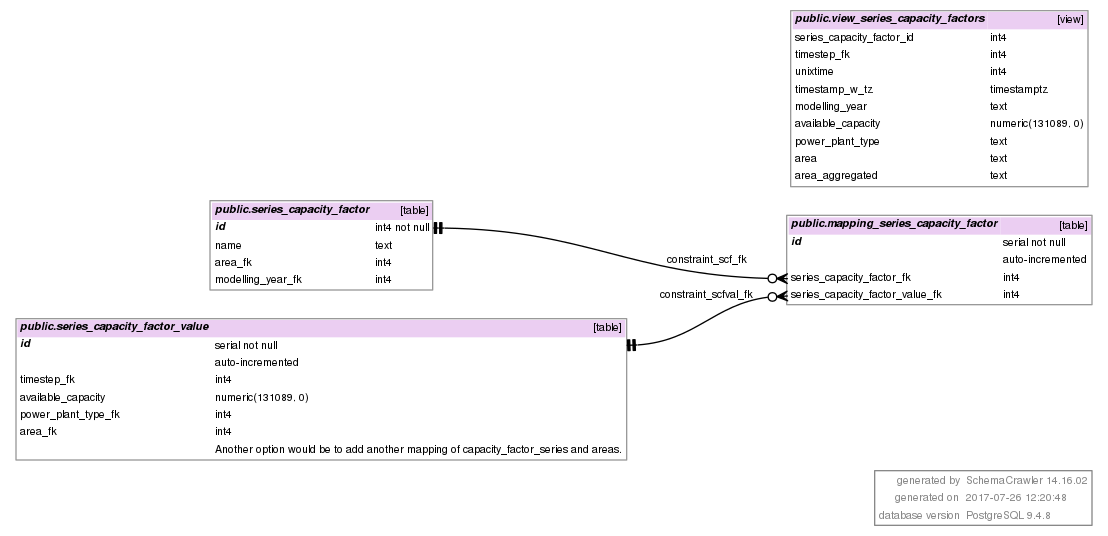 public.view_series_capacity_factors [view]
series_capacity_factor_id int4
timestep_fk int4
unixtime int4
timestamp_w_tz timestamptz
modelling_year text
available_capacity numeric(131089, 0)
power_plant_type text
area text
area_aggregated text
public.series_capacity_factor [table]
id int4 not null
name text
area_fk int4
modelling_year_fk int4
constraint_scf_fk
constraint_scfval_fk
public.mapping_series_capacity_factor [table]
id serial not null
auto-incremented
series_capacity_factor_fk int4
series_capacity_factor_value_fk int4
public.series_capacity_factor_value [table]
id serial not null
auto-incremented
timestep_fk int4
available_capacity numeric(131089, 0)
power_plant_type_fk int4
area_fk int4
Another option would be to add another mapping of capacity_factor_series and areas.
generated by SchemaCrawler 14.16.02
generated on 2017-07-26 12:20:48
database version PostgreSQL 9.4.8